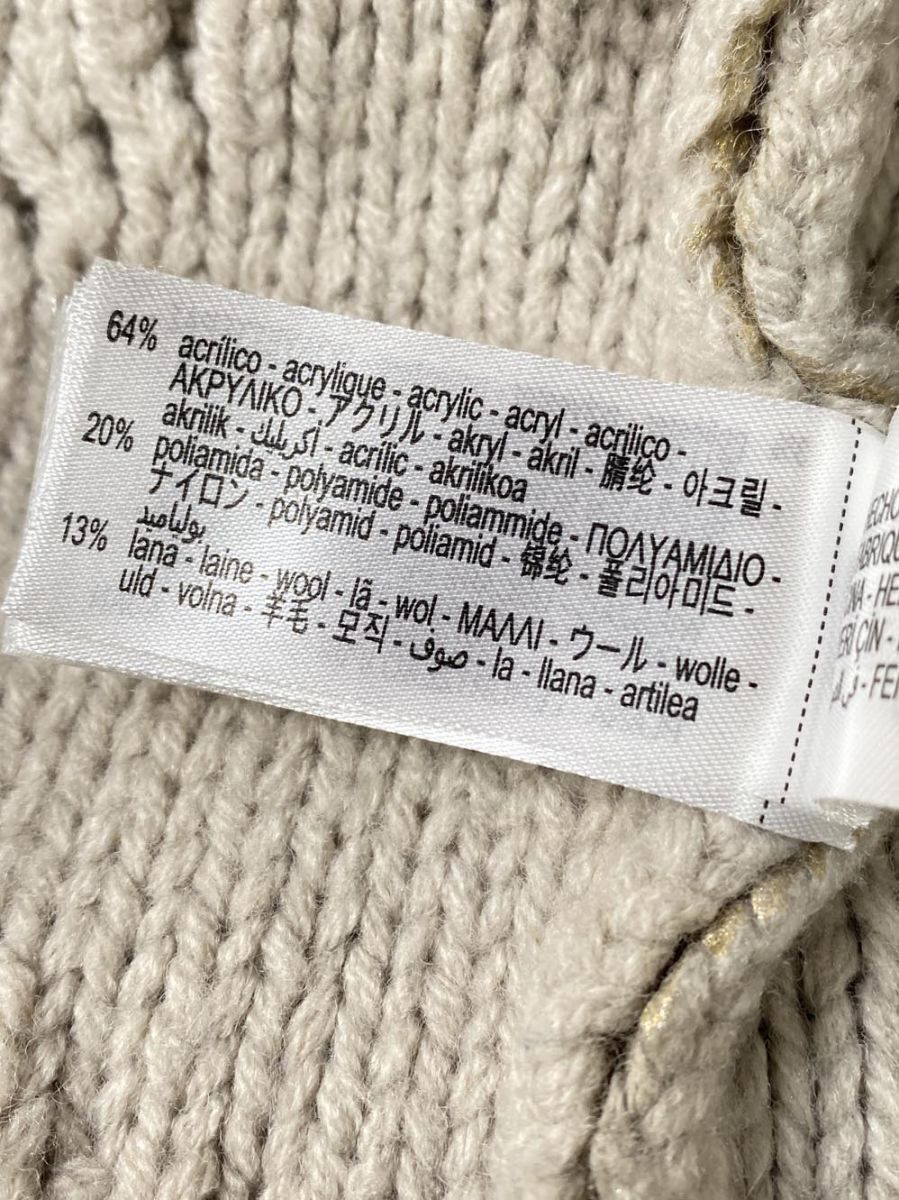 64% acrílico - acrylique - acrylic - acryl - acrilico -
ΑΚΡΥΛΙΚΟ - アクリル - akryl - akril - 腈纶 - 아크릴 -
akrilik - أكريليك - acrílic - akrilikoa
20% poliamida - polyamide - poliammide - ΠΟΛΥΑΜΙΔΙΟ -
ナイロン - polyamid - poliamid - 锦纶 - 폴리아미드 -
بولياميد
13% lana - laine - wool - lã - wol - ΜΑΛΛΙ - ウール - wolle -
uld - volna - 羊毛 - 모직 - صوف - la - llana - artilea